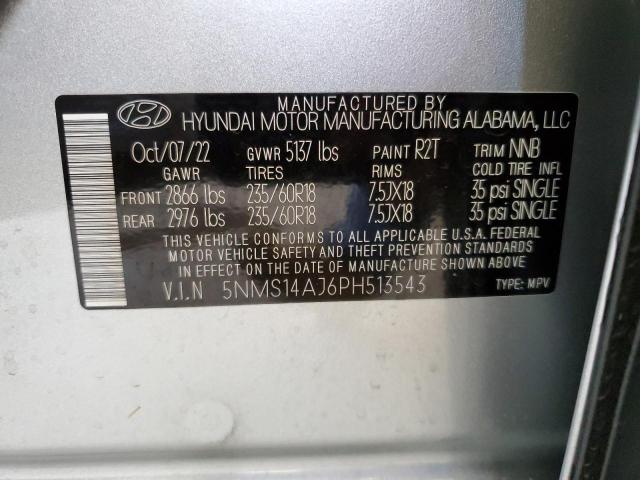 MANUFACTURED BY
HYUNDAI MOTOR MANUFACTURING ALABAMA, LLC
Oct/07/22 GVWR 5137 lbs PAINT R2T TRIM NNB
GAWR TIRES RIMS COLD TIRE INFL
FRONT 2866 lbs 235/60R18 7.5JX18 35 psi SINGLE
REAR 2976 lbs 235/60R18 7.5JX18 35 psi SINGLE
THIS VEHICLE CONFORMS TO ALL APPLICABLE U.S.A. FEDERAL
MOTOR VEHICLE SAFETY AND THEFT PREVENTION STANDARDS
IN EFFECT ON THE DATE OF MANUFACTURE SHOWN ABOVE.
V.I.N 5NMS14AJ6PH513543 TYPE: MPV